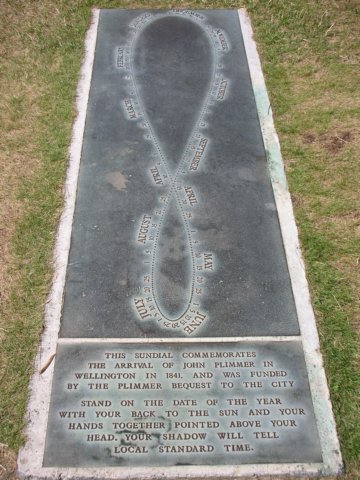 FEBRUARY
OCTOBER
MARCH
SEPTEMBER
APRIL
AUGUST
MAY
JULY
JUNE
THIS SUNDIAL COMMEMORATES
THE ARRIVAL OF JOHN PLIMMER IN
WELLINGTON IN 1841, AND WAS FUNDED
BY THE PLIMMER BEQUEST TO THE CITY
STAND ON THE DATE OF THE YEAR
WITH YOUR BACK TO THE SUN AND YOUR
HANDS TOGETHER POINTED ABOVE YOUR
HEAD. YOUR SHADOW WILL TELL
LOCAL STANDARD TIME.